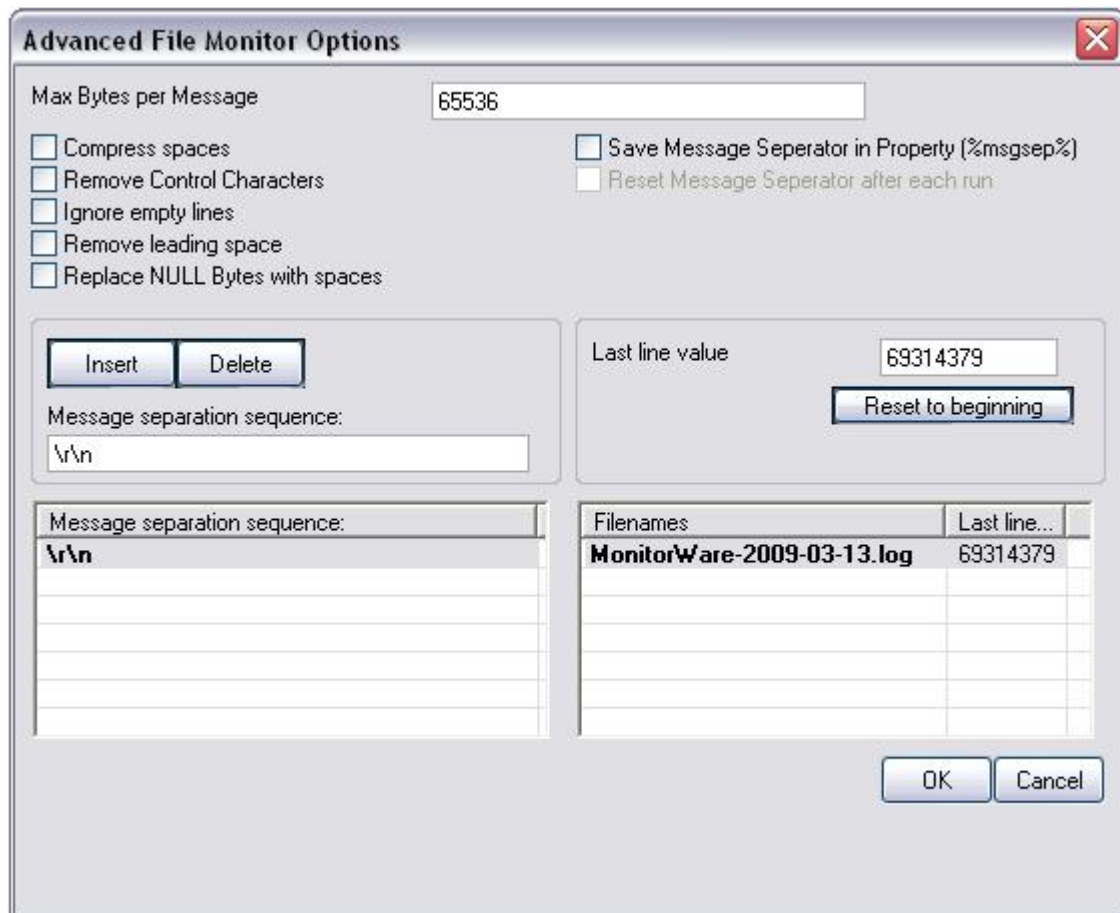 Advanced File Monitor Options
Max Bytes per Message
65536
Compress spaces
Remove Control Characters
Ignore empty lines
Remove leading space
Replace NULL Bytes with spaces
Save Message Seperator in Property (%msgsep%)
Reset Message Seperator after each run
Insert
Delete
Message separation sequence:
\r\n
Last line value
69314379
Reset to beginning
Message separation sequence:
\r\n
Filenames
Last line...
MonitorWare-2009-03-13.log
69314379
OK
Cancel